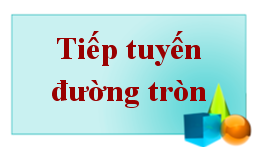 Tiếp tuyến
đường tròn